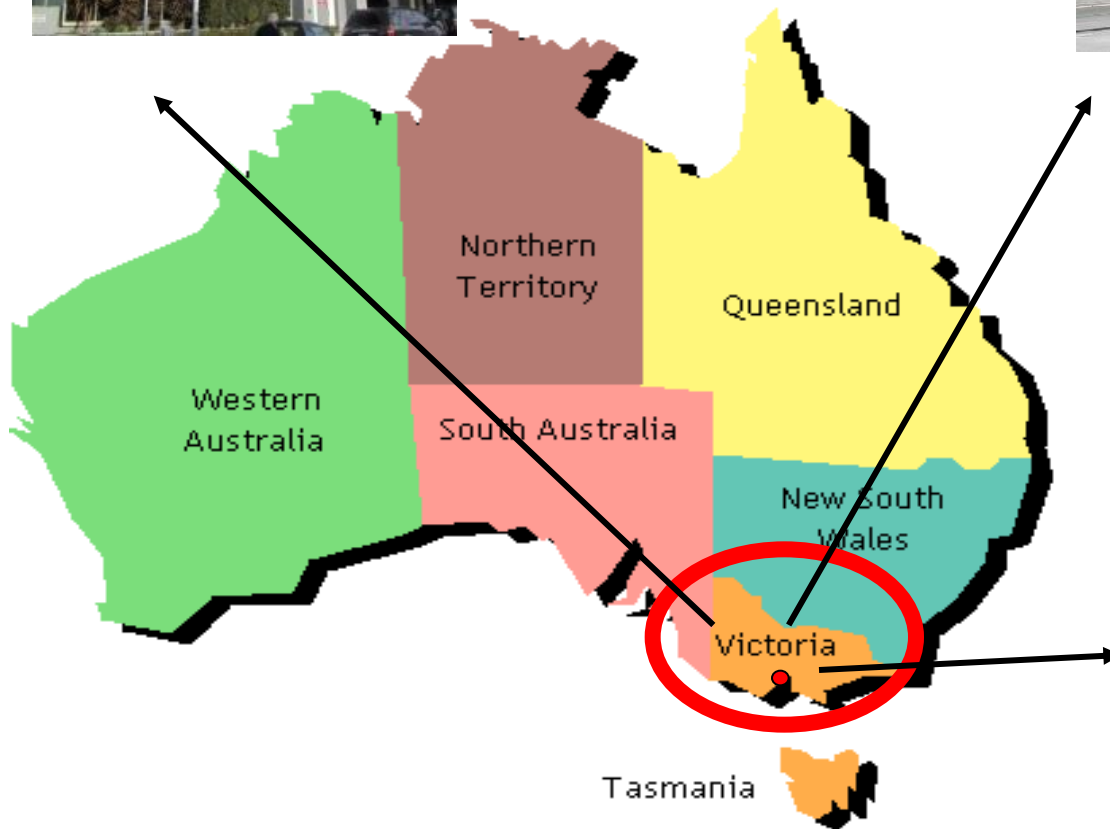 Northern
Territory
Queensland
Western
Australia
South Australia
New South
Wales
Victoria
Tasmania